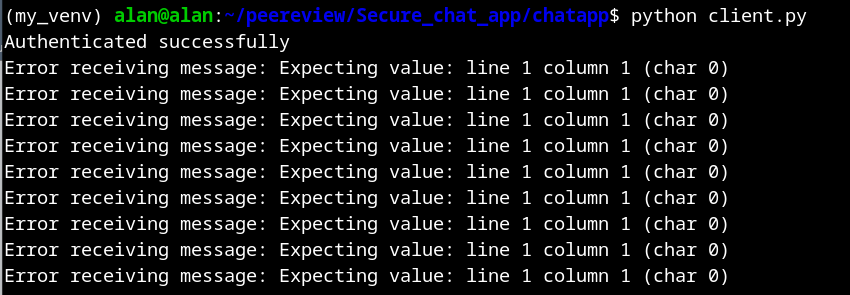 (my_venv) alan@alan:~/peereview/Secure_chat_app/chatapp$ python client.py
Authenticated successfully
Error receiving message: Expecting value: line 1 column 1 (char 0)
Error receiving message: Expecting value: line 1 column 1 (char 0)
Error receiving message: Expecting value: line 1 column 1 (char 0)
Error receiving message: Expecting value: line 1 column 1 (char 0)
Error receiving message: Expecting value: line 1 column 1 (char 0)
Error receiving message: Expecting value: line 1 column 1 (char 0)
Error receiving message: Expecting value: line 1 column 1 (char 0)
Error receiving message: Expecting value: line 1 column 1 (char 0)
Error receiving message: Expecting value: line 1 column 1 (char 0)